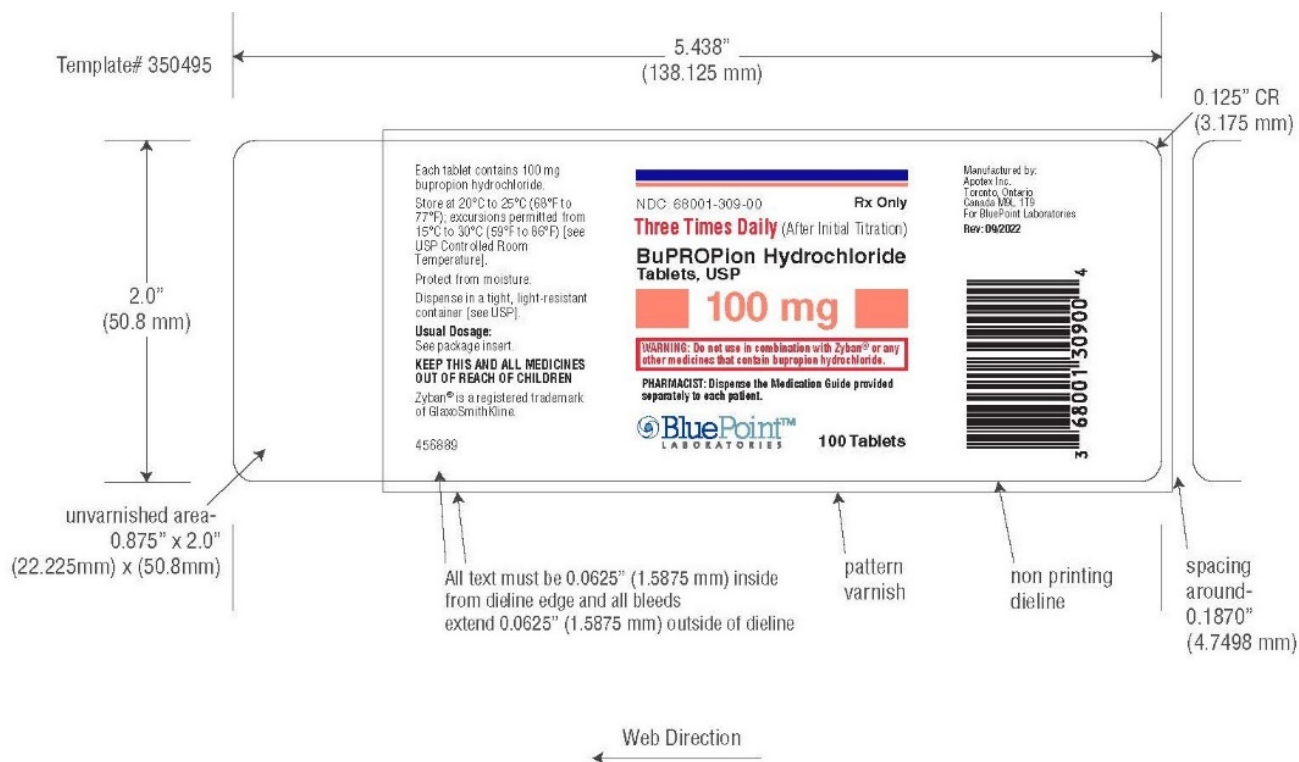 5.438”
(138.125 mm)
Template# 350495
0.125” CR
(3.175 mm)
2.0”
(50.8 mm)
Each tablet contains 100 mg
bupropion hydrochloride.
Store at 20°C to 25°C (68°F to
77°F); excursions permitted from
15°C to 30°C (59°F to 86°F) [see
USP Controlled Room
Temperature].
Protect from moisture.
Dispense in a tight, light-resistant
container [see USP].
Usual Dosage:
See package insert.
KEEP THIS AND ALL MEDICINES
OUT OF REACH OF CHILDREN
Zyban® is a registered trademark
of GlaxoSmithKline.
456889
NDC: 68001-309-00 Rx Only
Three Times Daily (After Initial Titration)
BuPROPion Hydrochloride
Tablets, USP
100 mg
WARNING: Do not use in combination with Zyban® or any
other medicines that contain bupropion hydrochloride.
PHARMACIST: Dispense the Medication Guide provided
separately to each patient.
BluePoint™
LABORATORIES
100 Tablets
Manufactured by:
Apotex Inc.
Toronto, Ontario
Canada M9L 1T9
For BluePoint Laboratories
Rev: 09/2022
3 68001 30900 4
unvarnished area-
0.875” x 2.0”
(22.225mm) x (50.8mm)
All text must be 0.0625” (1.5875 mm) inside
from dieline edge and all bleeds
extend 0.0625” (1.5875 mm) outside of dieline
pattern
varnish
non printing
dieline
spacing
around-
0.1870”
(4.7498 mm)
Web Direction